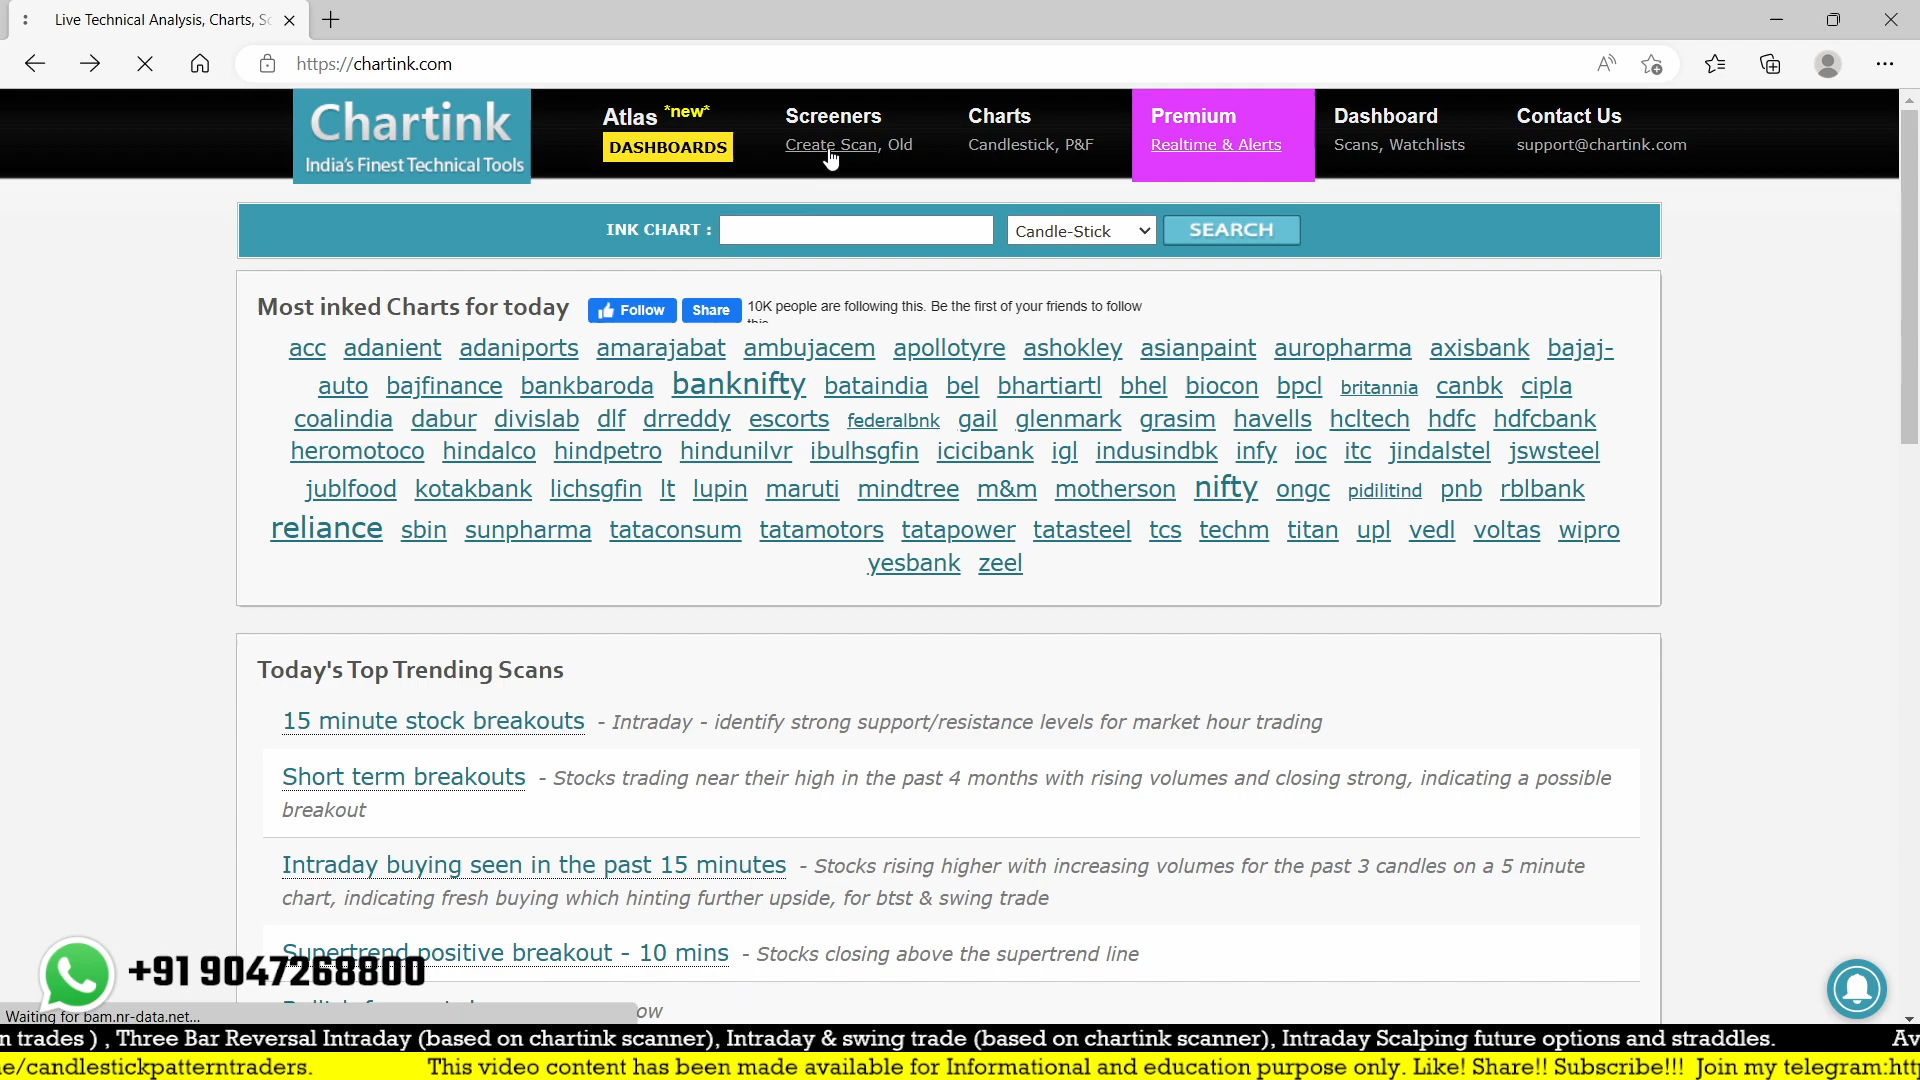 Live Technical Analysis, Charts, Sc
https://chartink.com
Chartink
India's Finest Technical Tools
Atlas *new*
DASHBOARDS
Screeners
Create Scan, Old
Charts
Candlestick, P&F
Premium
Realtime & Alerts
Dashboard
Scans, Watchlists
Contact Us
support@chartink.com
INK CHART :
Candle-Stick
SEARCH
Most inked Charts for today
Follow
Share
10K people are following this. Be the first of your friends to follow
this.
acc adanient adaniports amarajabat ambujacem apollotyre ashokley asianpaint auropharma axisbank bajaj-
auto bajfinance bankbaroda banknifty bataindia bel bhartiartl bhel biocon bpcl britannia canbk cipla
coalindia dabur divislab dlf drreddy escorts federalbnk gail glenmark grasim havells hcltech hdfc hdfcbank
heromotoco hindalco hindpetro hindunilvr ibulhsgfin icicibank igl indusindbk infy ioc itc jindalstel jswsteel
jublfood kotakbank lichsgfin lt lupin maruti mindtree m&m motherson nifty ongc pidilitind pnb rblbank
reliance sbin sunpharma tataconsum tatamotors tatapower tatasteel tcs techm titan upl vedl voltas wipro
yesbank zeel
Today's Top Trending Scans
15 minute stock breakouts - Intraday - identify strong support/resistance levels for market hour trading
Short term breakouts - Stocks trading near their high in the past 4 months with rising volumes and closing strong, indicating a possible
breakout
Intraday buying seen in the past 15 minutes - Stocks rising higher with increasing volumes for the past 3 candles on a 5 minute
chart, indicating fresh buying which hinting further upside, for btst & swing trade
Supertrend positive breakout - 10 mins - Stocks closing above the supertrend line
+91 9047268800
ow
Waiting for bam.nr-data.net...
n trades ) , Three Bar Reversal Intraday (based on chartink scanner), Intraday & swing trade (based on chartink scanner), Intraday Scalping future options and straddles. Av
e/candlestickpatterntraders. This video content has been made available for Informational and education purpose only. Like! Share!! Subscribe!!! Join my telegram:htt